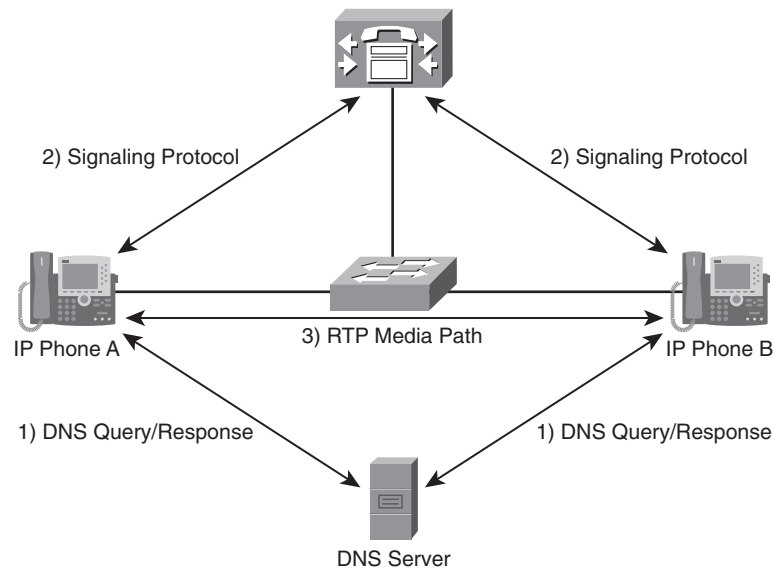 2) Signaling Protocol
2) Signaling Protocol
3) RTP Media Path
IP Phone A
IP Phone B
1) DNS Query/Response
1) DNS Query/Response
DNS Server